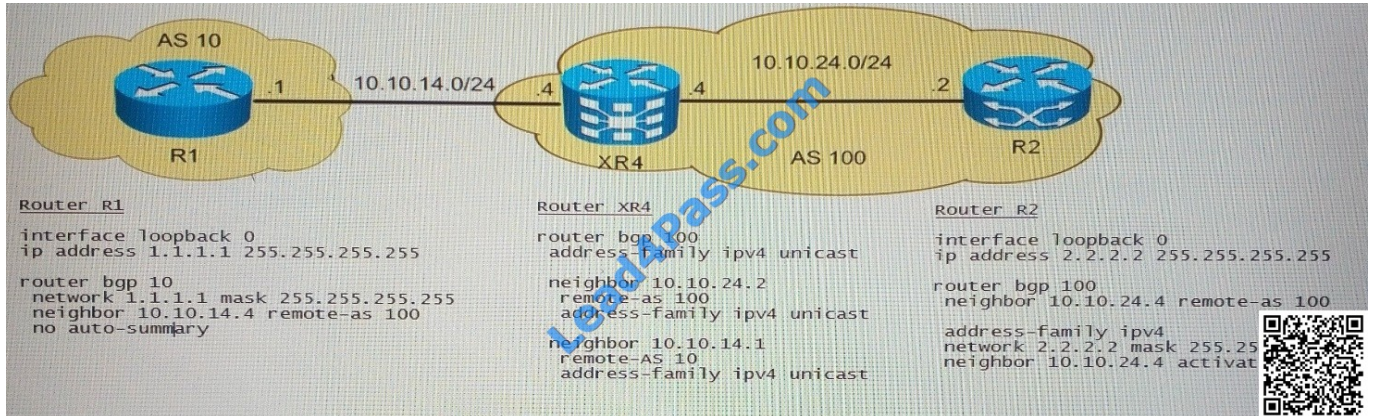 AS 10
10.10.24.0/24
.1
10.10.14.0/24
.4
.4
.2
R1
XR4
AS 100
R2
Lead4Pass.com
Router R1
interface loopback 0
ip address 1.1.1.1 255.255.255.255
router bgp 10
network 1.1.1.1 mask 255.255.255.255
neighbor 10.10.14.4 remote-as 100
no auto-summary
Router XR4
router bgp 100
address-family ipv4 unicast
neighbor 10.10.24.2
remote-as 100
address-family ipv4 unicast
neighbor 10.10.14.1
remote-AS 10
address-family ipv4 unicast
Router R2
interface loopback 0
ip address 2.2.2.2 255.255.255.255
router bgp 100
neighbor 10.10.24.4 remote-as 100
address-family ipv4
network 2.2.2.2 mask 255.25
neighbor 10.10.24.4 activat